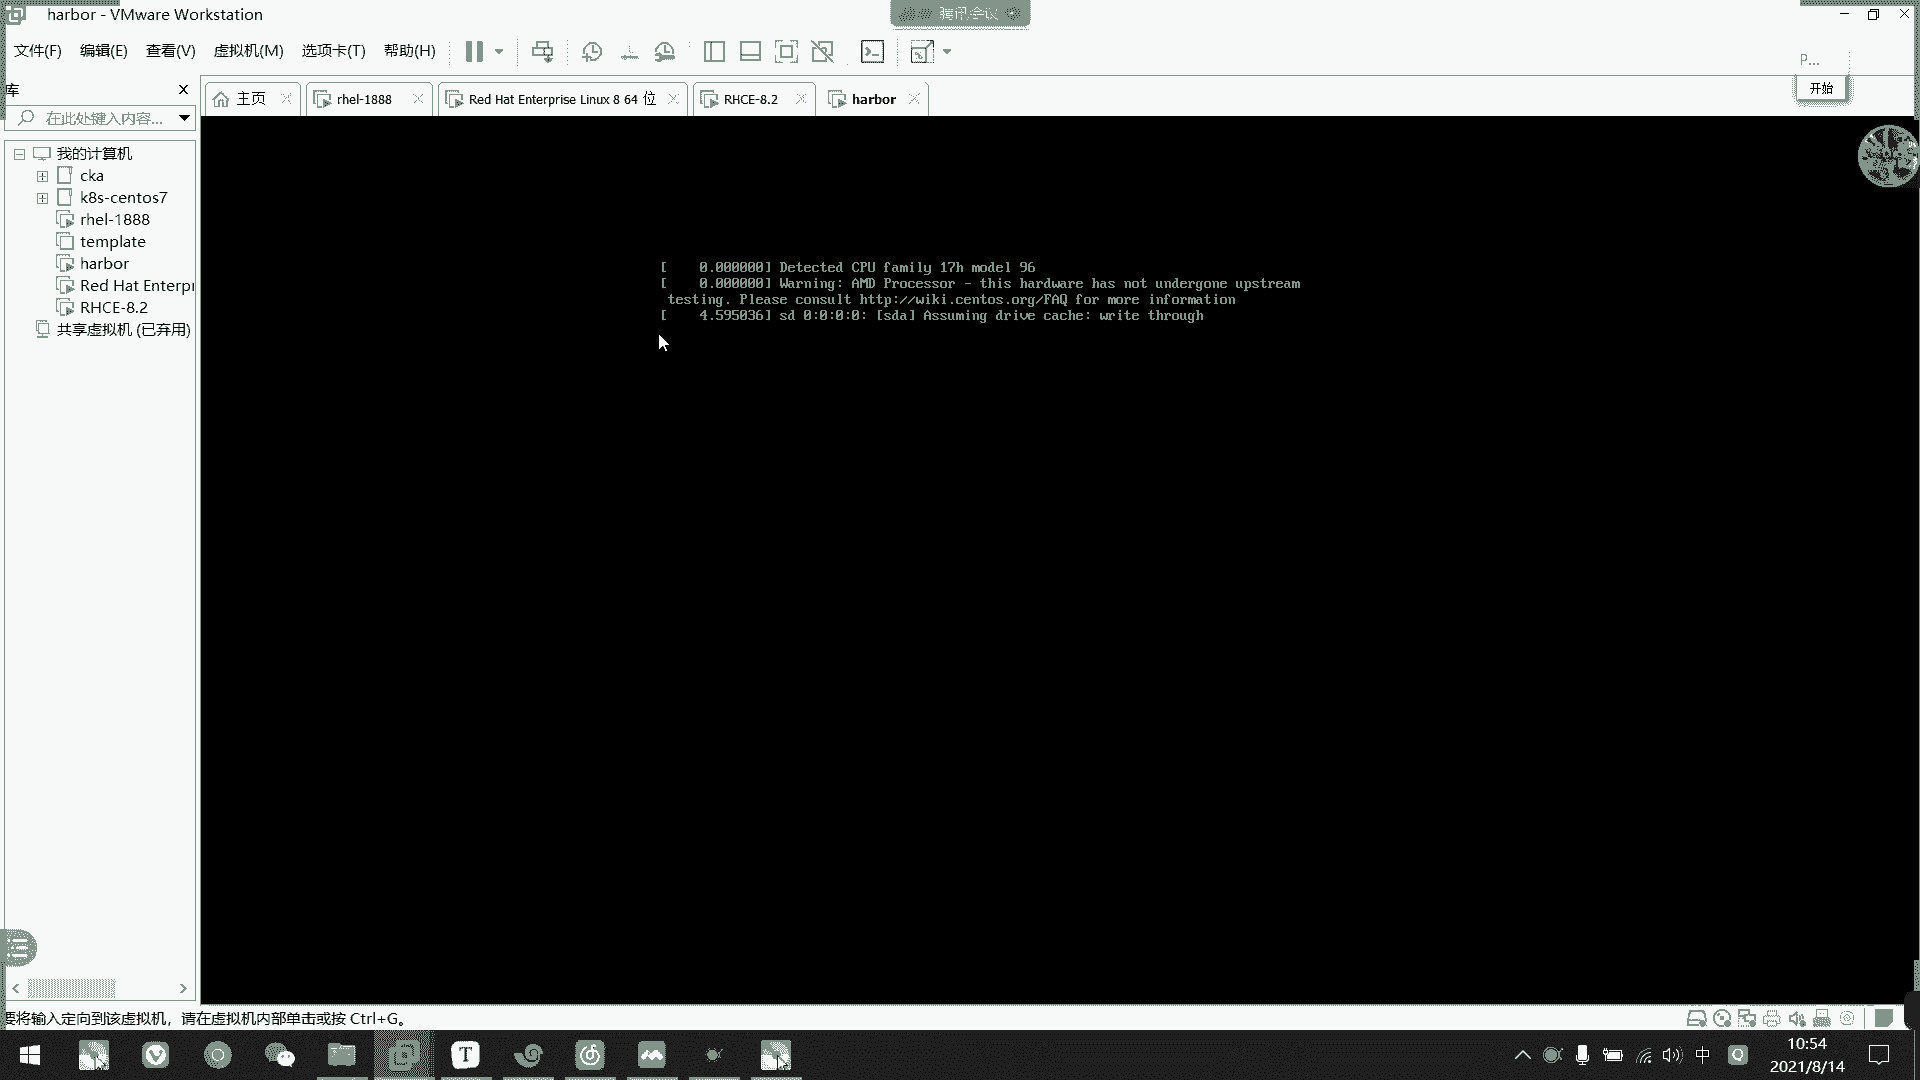 harbor - VMware Workstation
腾讯会议
文件(F) 编辑(E) 查看(V) 虚拟机(M) 选项卡(T) 帮助(H)
P...
开始
库
在此处键入内容...
主页
rhel-1888
Red Hat Enterprise Linux 8 64 位
RHCE-8.2
harbor
我的计算机
cka
k8s-centos7
rhel-1888
template
harbor
Red Hat Enterpr
RHCE-8.2
共享虚拟机 (已弃用)
[    0.000000] Detected CPU family 17h model 96
[    0.000000] Warning: AMD Processor - this hardware has not undergone upstream
testing. Please consult http://wiki.centos.org/FAQ for more information
[    4.595036] sd 0:0:0:0: [sda] Assuming drive cache: write through
要将输入定向到该虚拟机，请在虚拟机内部单击或按 Ctrl+G。
T
中
10:54
2021/8/14